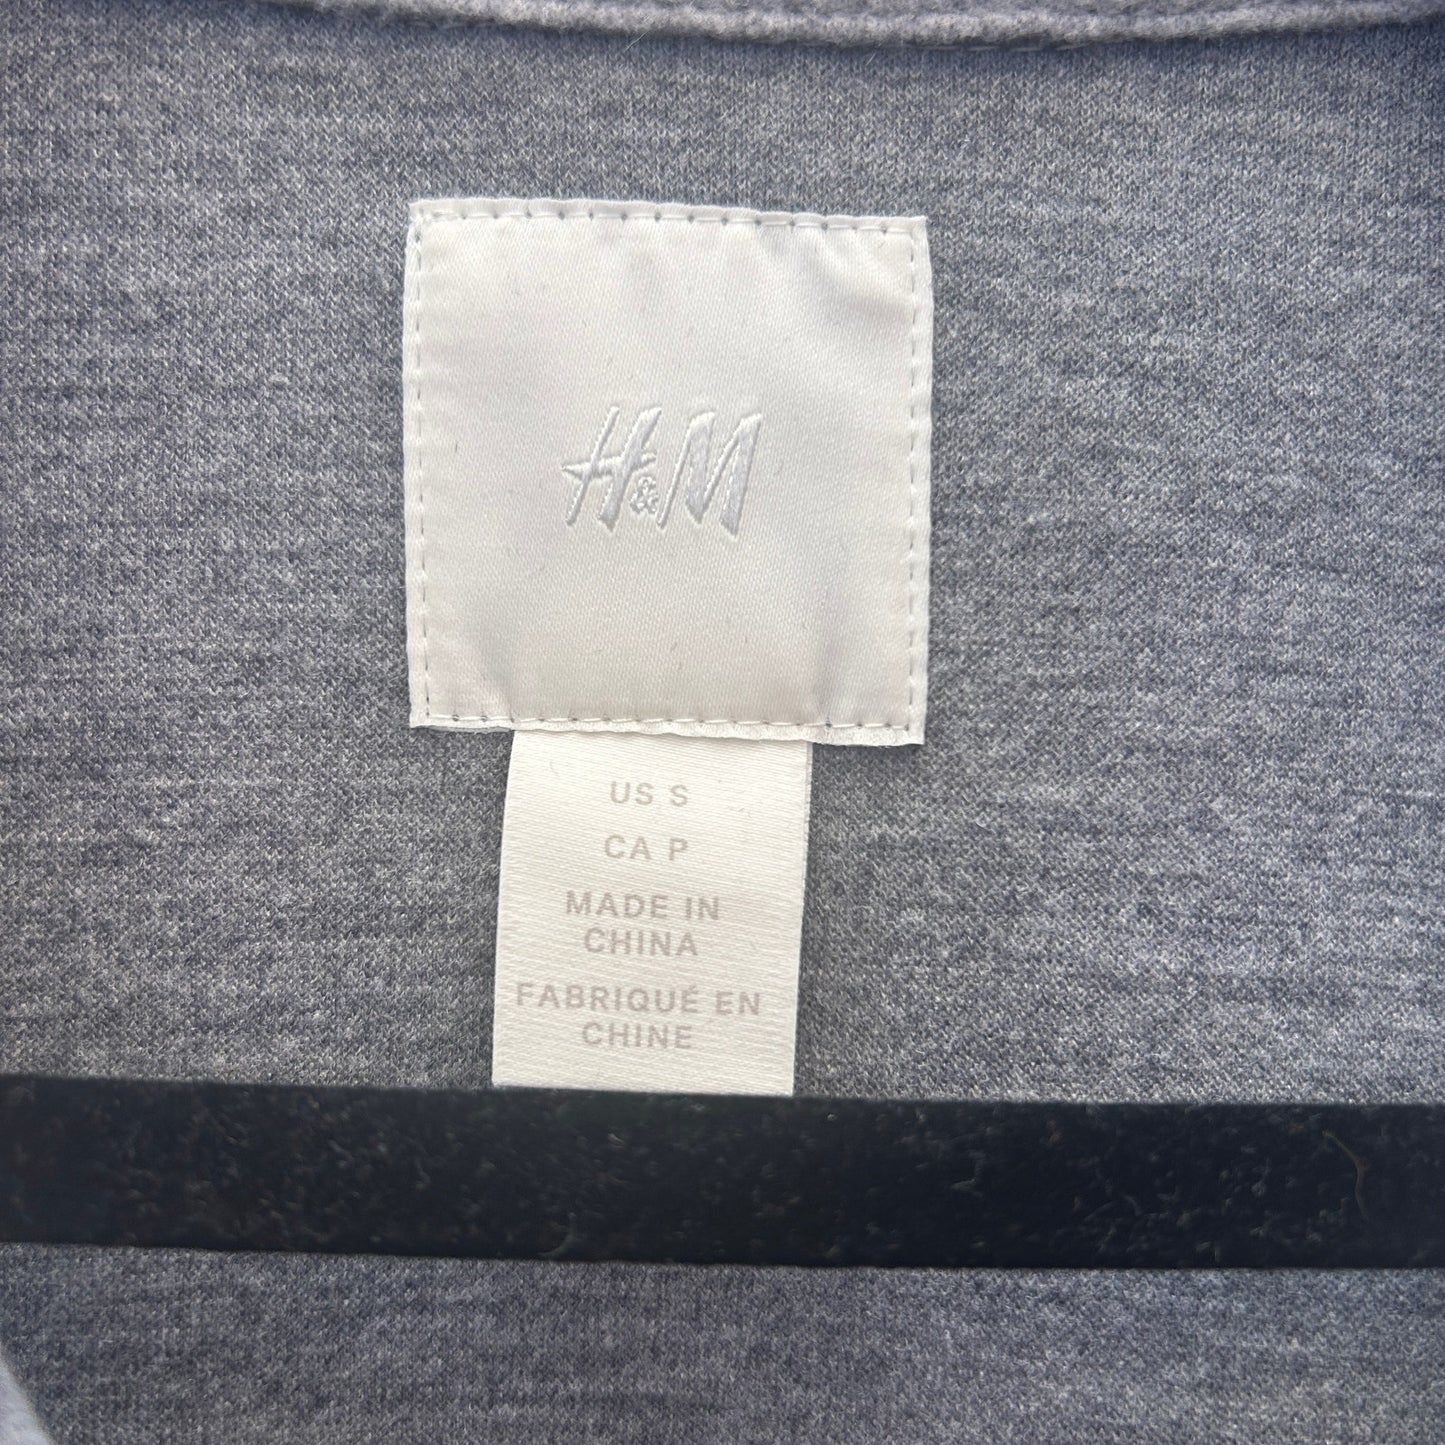 H&M
US S
CA P
MADE IN
CHINA
FABRIQUÉ EN
CHINE